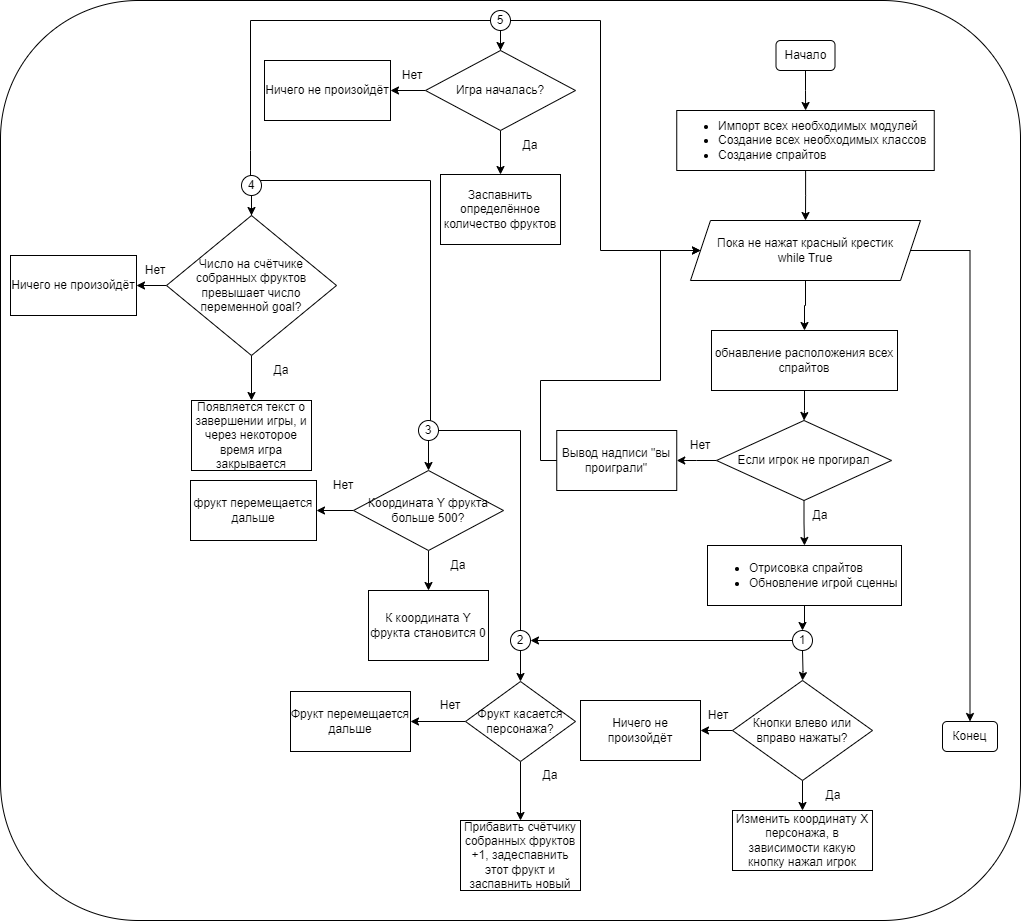 5
Начало
Нет
Ничего не произойдёт
Игра началась?
Да
Импорт всех необходимых модулей
Создание всех необходимых классов
Создание спрайтов
Заспавнить
определённое
количество фруктов
4
Пока не нажат красный крестик
while True
Нет
Ничего не произойдёт
Число на счётчике
собранных фруктов
превышает число
переменной goal?
Да
обнавление расположения всех
спрайтов
Появляется текст о
завершении игры, и
через некоторое
время игра
закрывается
3
Вывод надписи "вы
проиграли"
Нет
Если игрок не прогирал
Да
фрукт перемещается
дальше
Нет
Координата Y фрукта
больше 500?
Да
Отрисовка спрайтов
Обновление игрой сценны
К координата Y
фрукта становится 0
2
1
Фрукт перемещается
дальше
Нет
Фрукт касается
персонажа?
Да
Ничего не
произойдёт
Нет
Кнопки влево или
вправо нажаты?
Да
Конец
Прибавить счётчику
собранных фруктов
+1, задеспавнить
этот фрукт и
заспавнить новый
Изменить координату X
персонажа, в
зависимости какую
кнопку нажал игрок